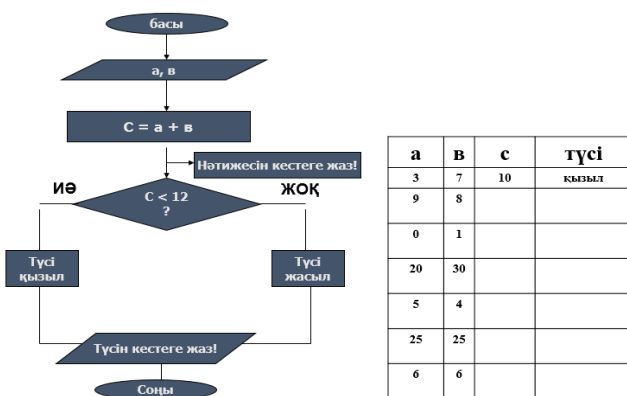 басы
а, в
С = а + в
Нәтижесін кестеге жаз!
ИӘ
ЖОҚ
С < 12
?
Түсі
қызыл
Түсі
жасыл
Түсін кестеге жаз!
Соңы
а в с түсі
3 7 10 қызыл
9 8
0 1
20 30
5 4
25 25
6 6